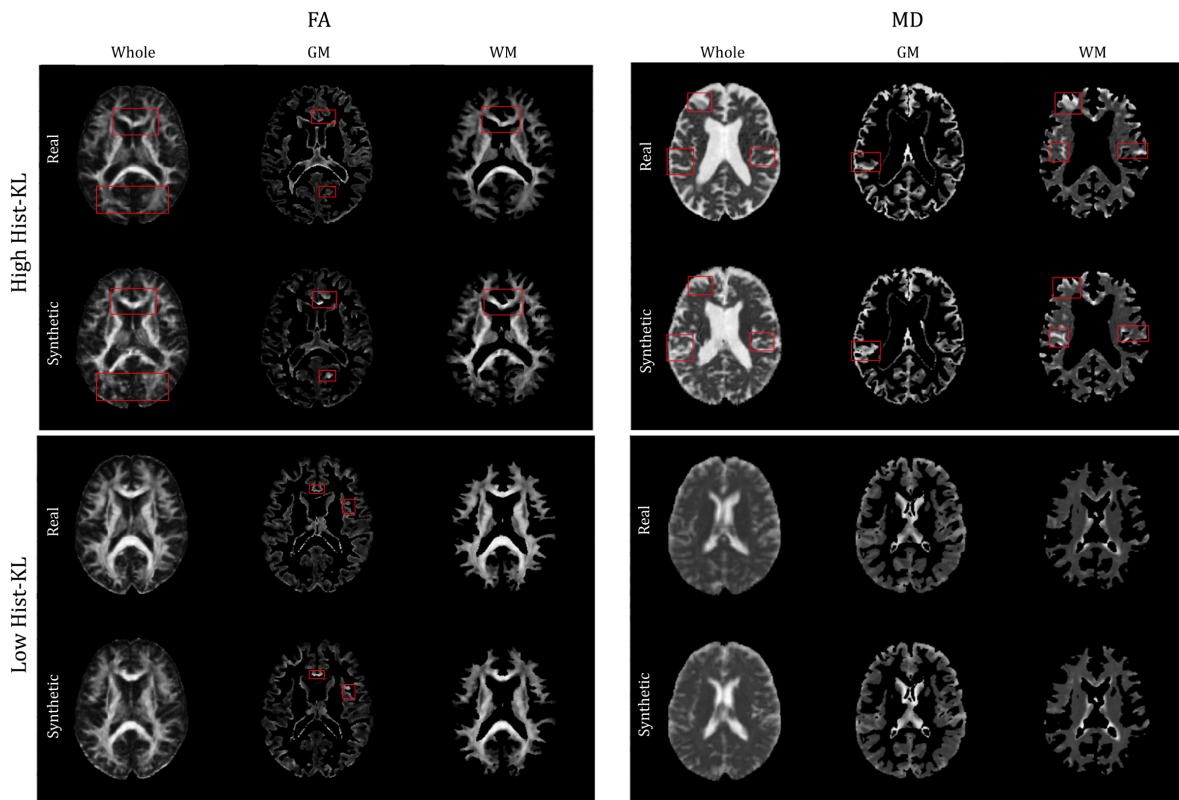 FA
MD
Whole
GM
WM
Whole
GM
WM
High Hist-KL
Real
Real
Synthetic
Synthetic
Low Hist-KL
Real
Real
Synthetic
Synthetic